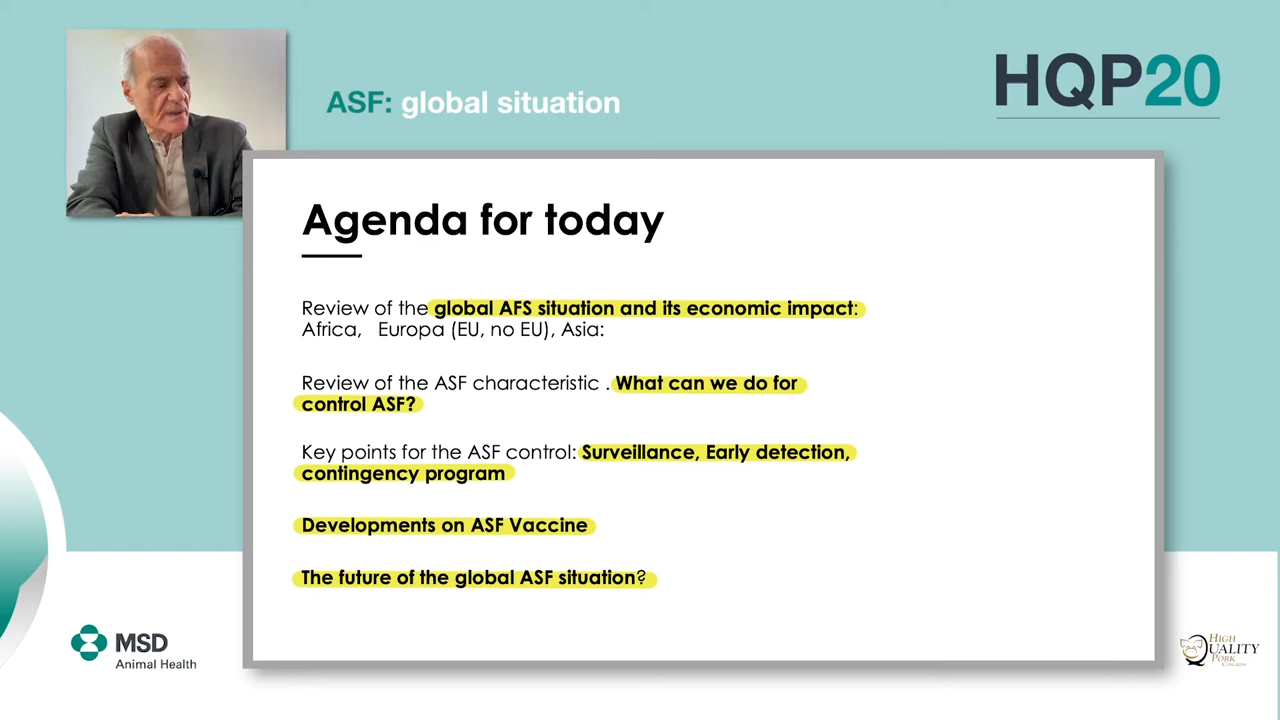 ASF: global situation
HQP20
Agenda for today
Review of the global AFS situation and its economic impact:
Africa, Europa (EU, no EU), Asia:
Review of the ASF characteristic . What can we do for
control ASF?
Key points for the ASF control: Surveillance, Early detection,
contingency program
Developments on ASF Vaccine
The future of the global ASF situation?
MSD
Animal Health
HIGH
QUALITY
PORK
CONGRESS